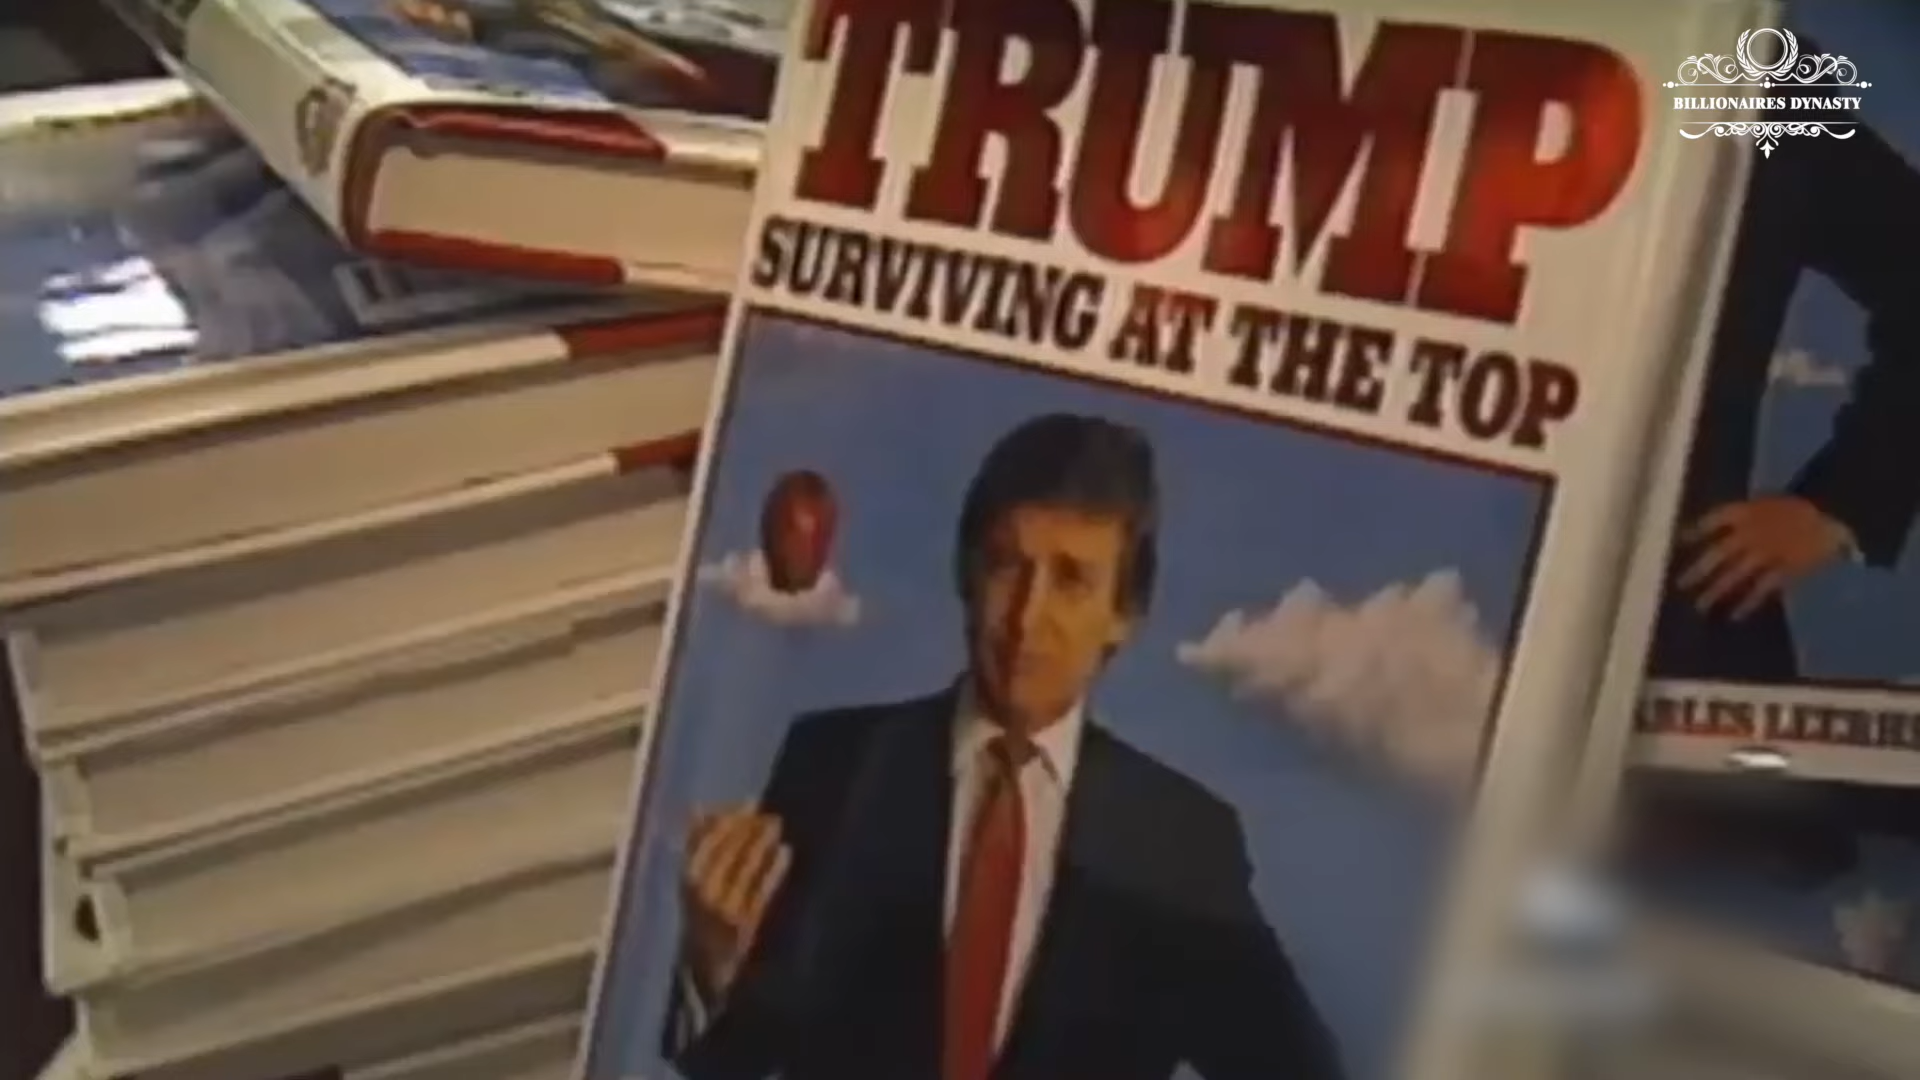 TRUMP
SURVIVING AT THE TOP
BILLIONAIRES DYNASTY